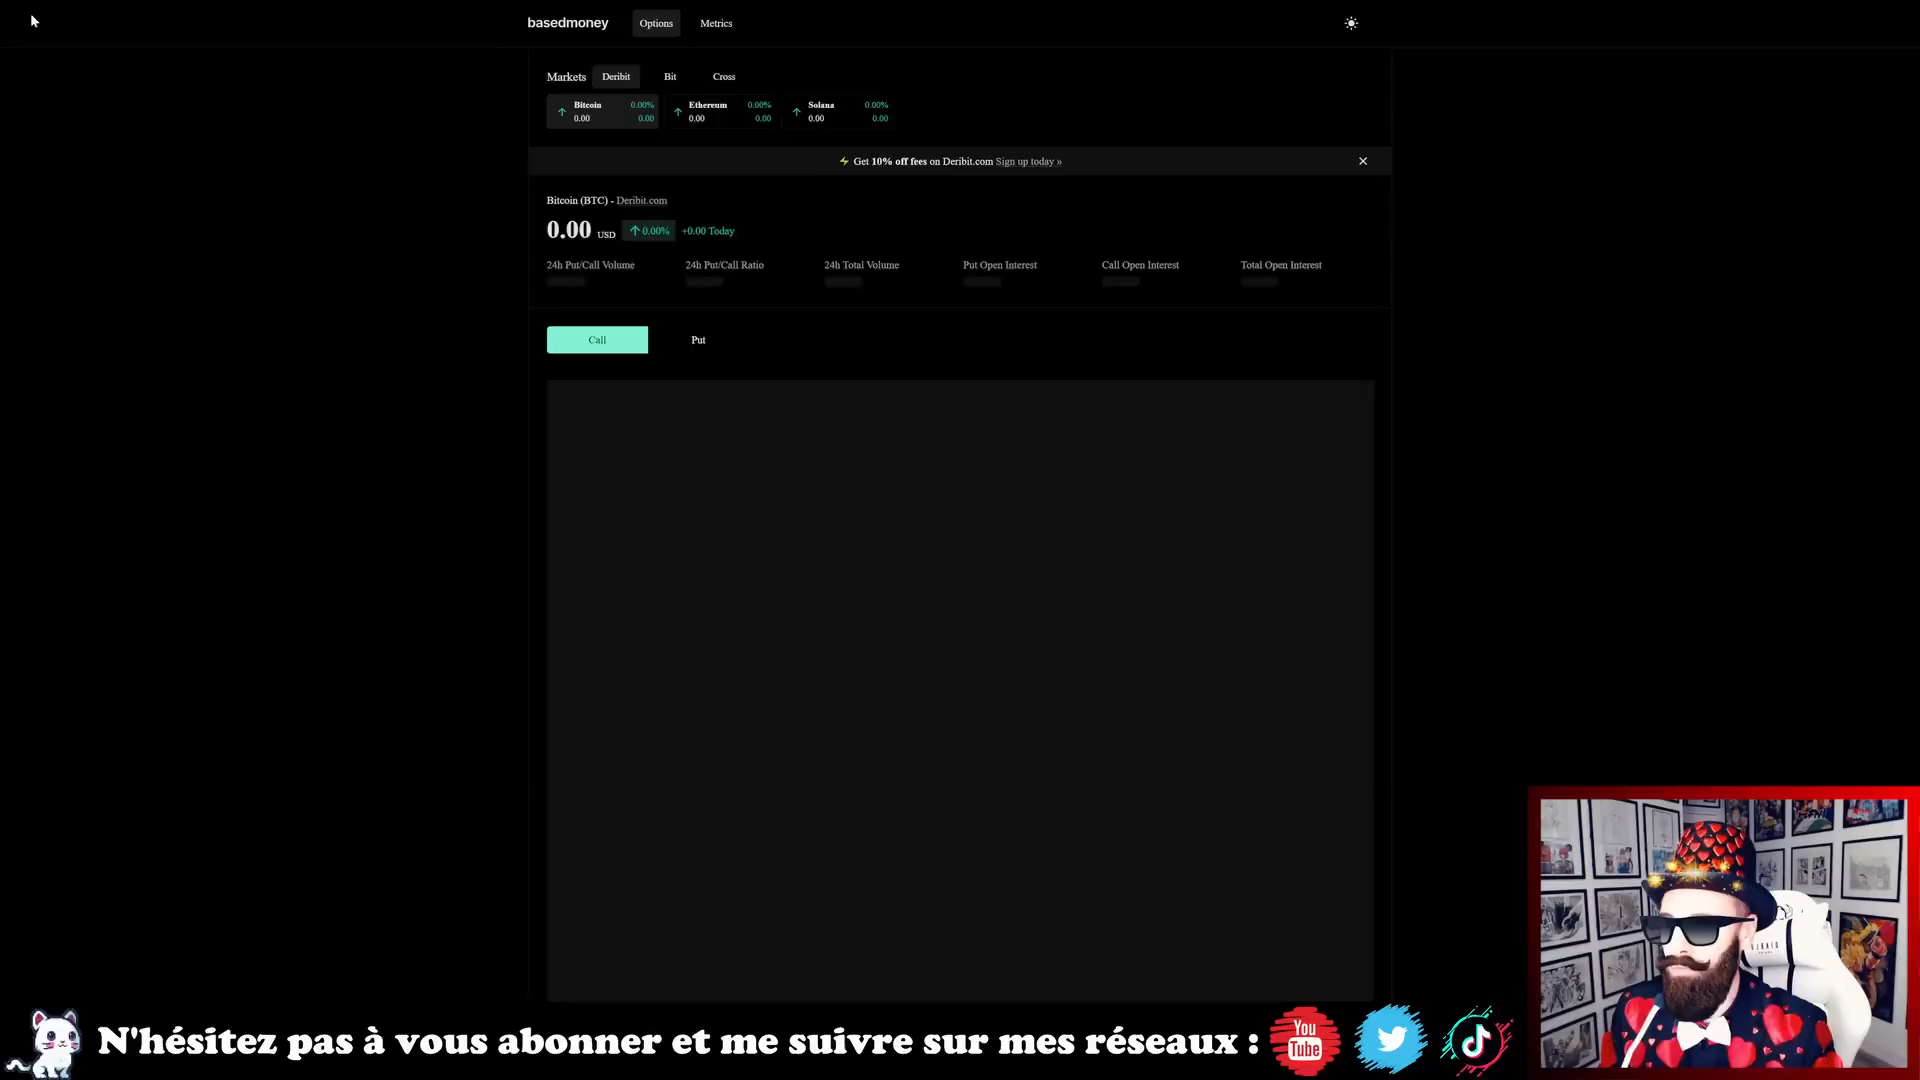 basedmoney Options Metrics
Markets Deribit Bit Cross
Bitcoin 0.00% Ethereum 0.00% Solana 0.00%
0.00 0.00 0.00 0.00 0.00 0.00
Get 10% off fees on Deribit.com Sign up today »
Bitcoin (BTC) - Deribit.com
0.00 USD 0.00% +0.00 Today
24h Put/Call Volume 24h Put/Call Ratio 24h Total Volume Put Open Interest Call Open Interest Total Open Interest
Call Put
N'hésitez pas à vous abonner et me suivre sur mes réseaux :
You
Tube